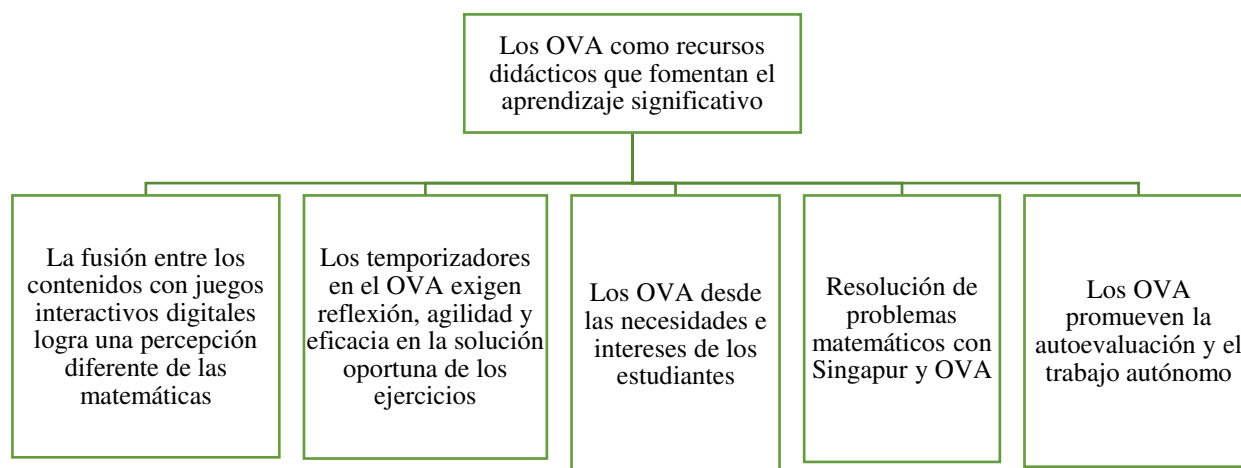 Los OVA como recursos
didácticos que fomentan el
aprendizaje significativo
La fusión entre los
contenidos con juegos
interactivos digitales
logra una percepción
diferente de las
matemáticas
Los temporizadores
en el OVA exigen
reflexión, agilidad y
eficacia en la solución
oportuna de los
ejercicios
Los OVA desde
las necesidades e
intereses de los
estudiantes
Resolución de
problemas
matemáticos con
Singapur y OVA
Los OVA
promueven la
autoevaluación y el
trabajo autónomo